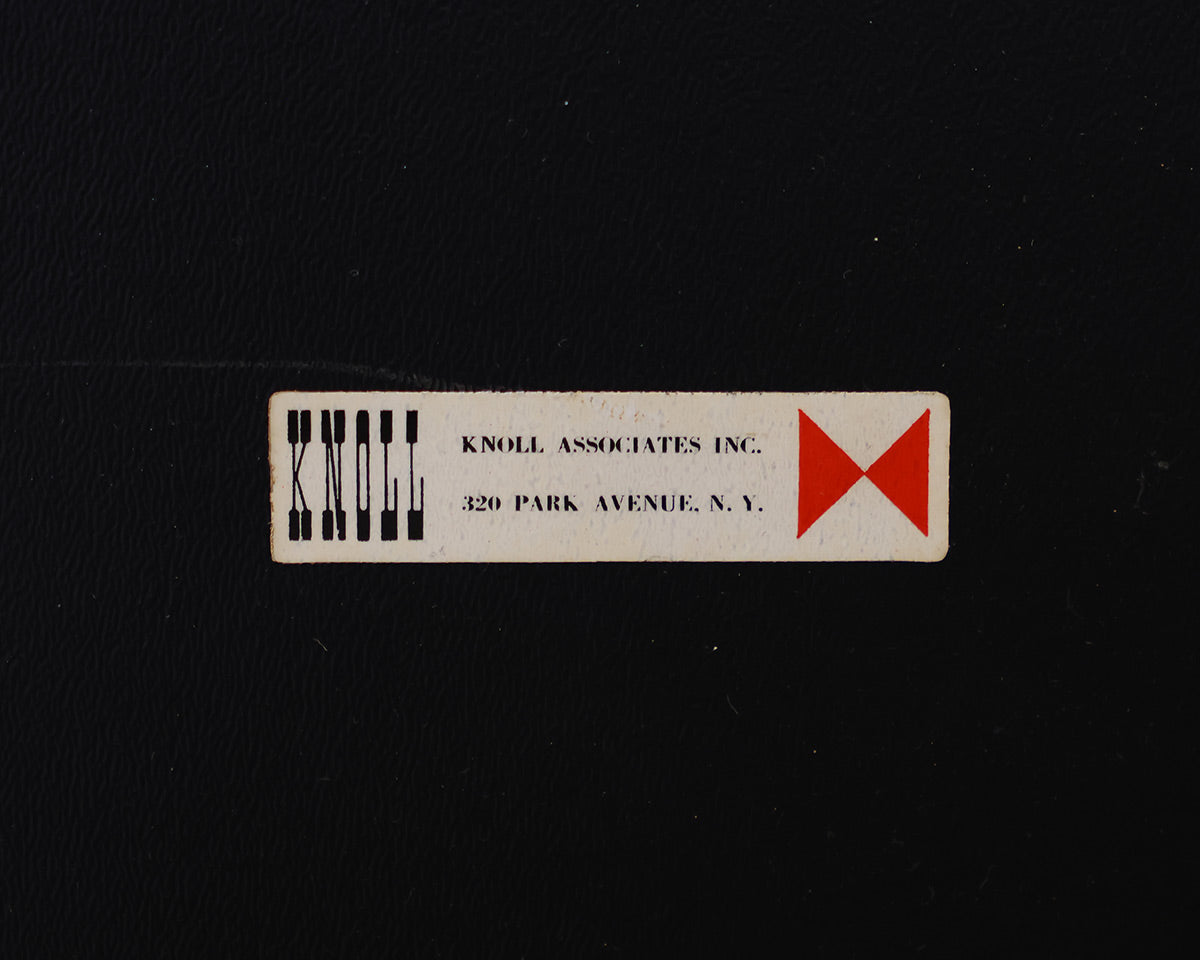 KNOLL
KNOLL ASSOCIATES INC.
320 PARK AVENUE, N. Y.